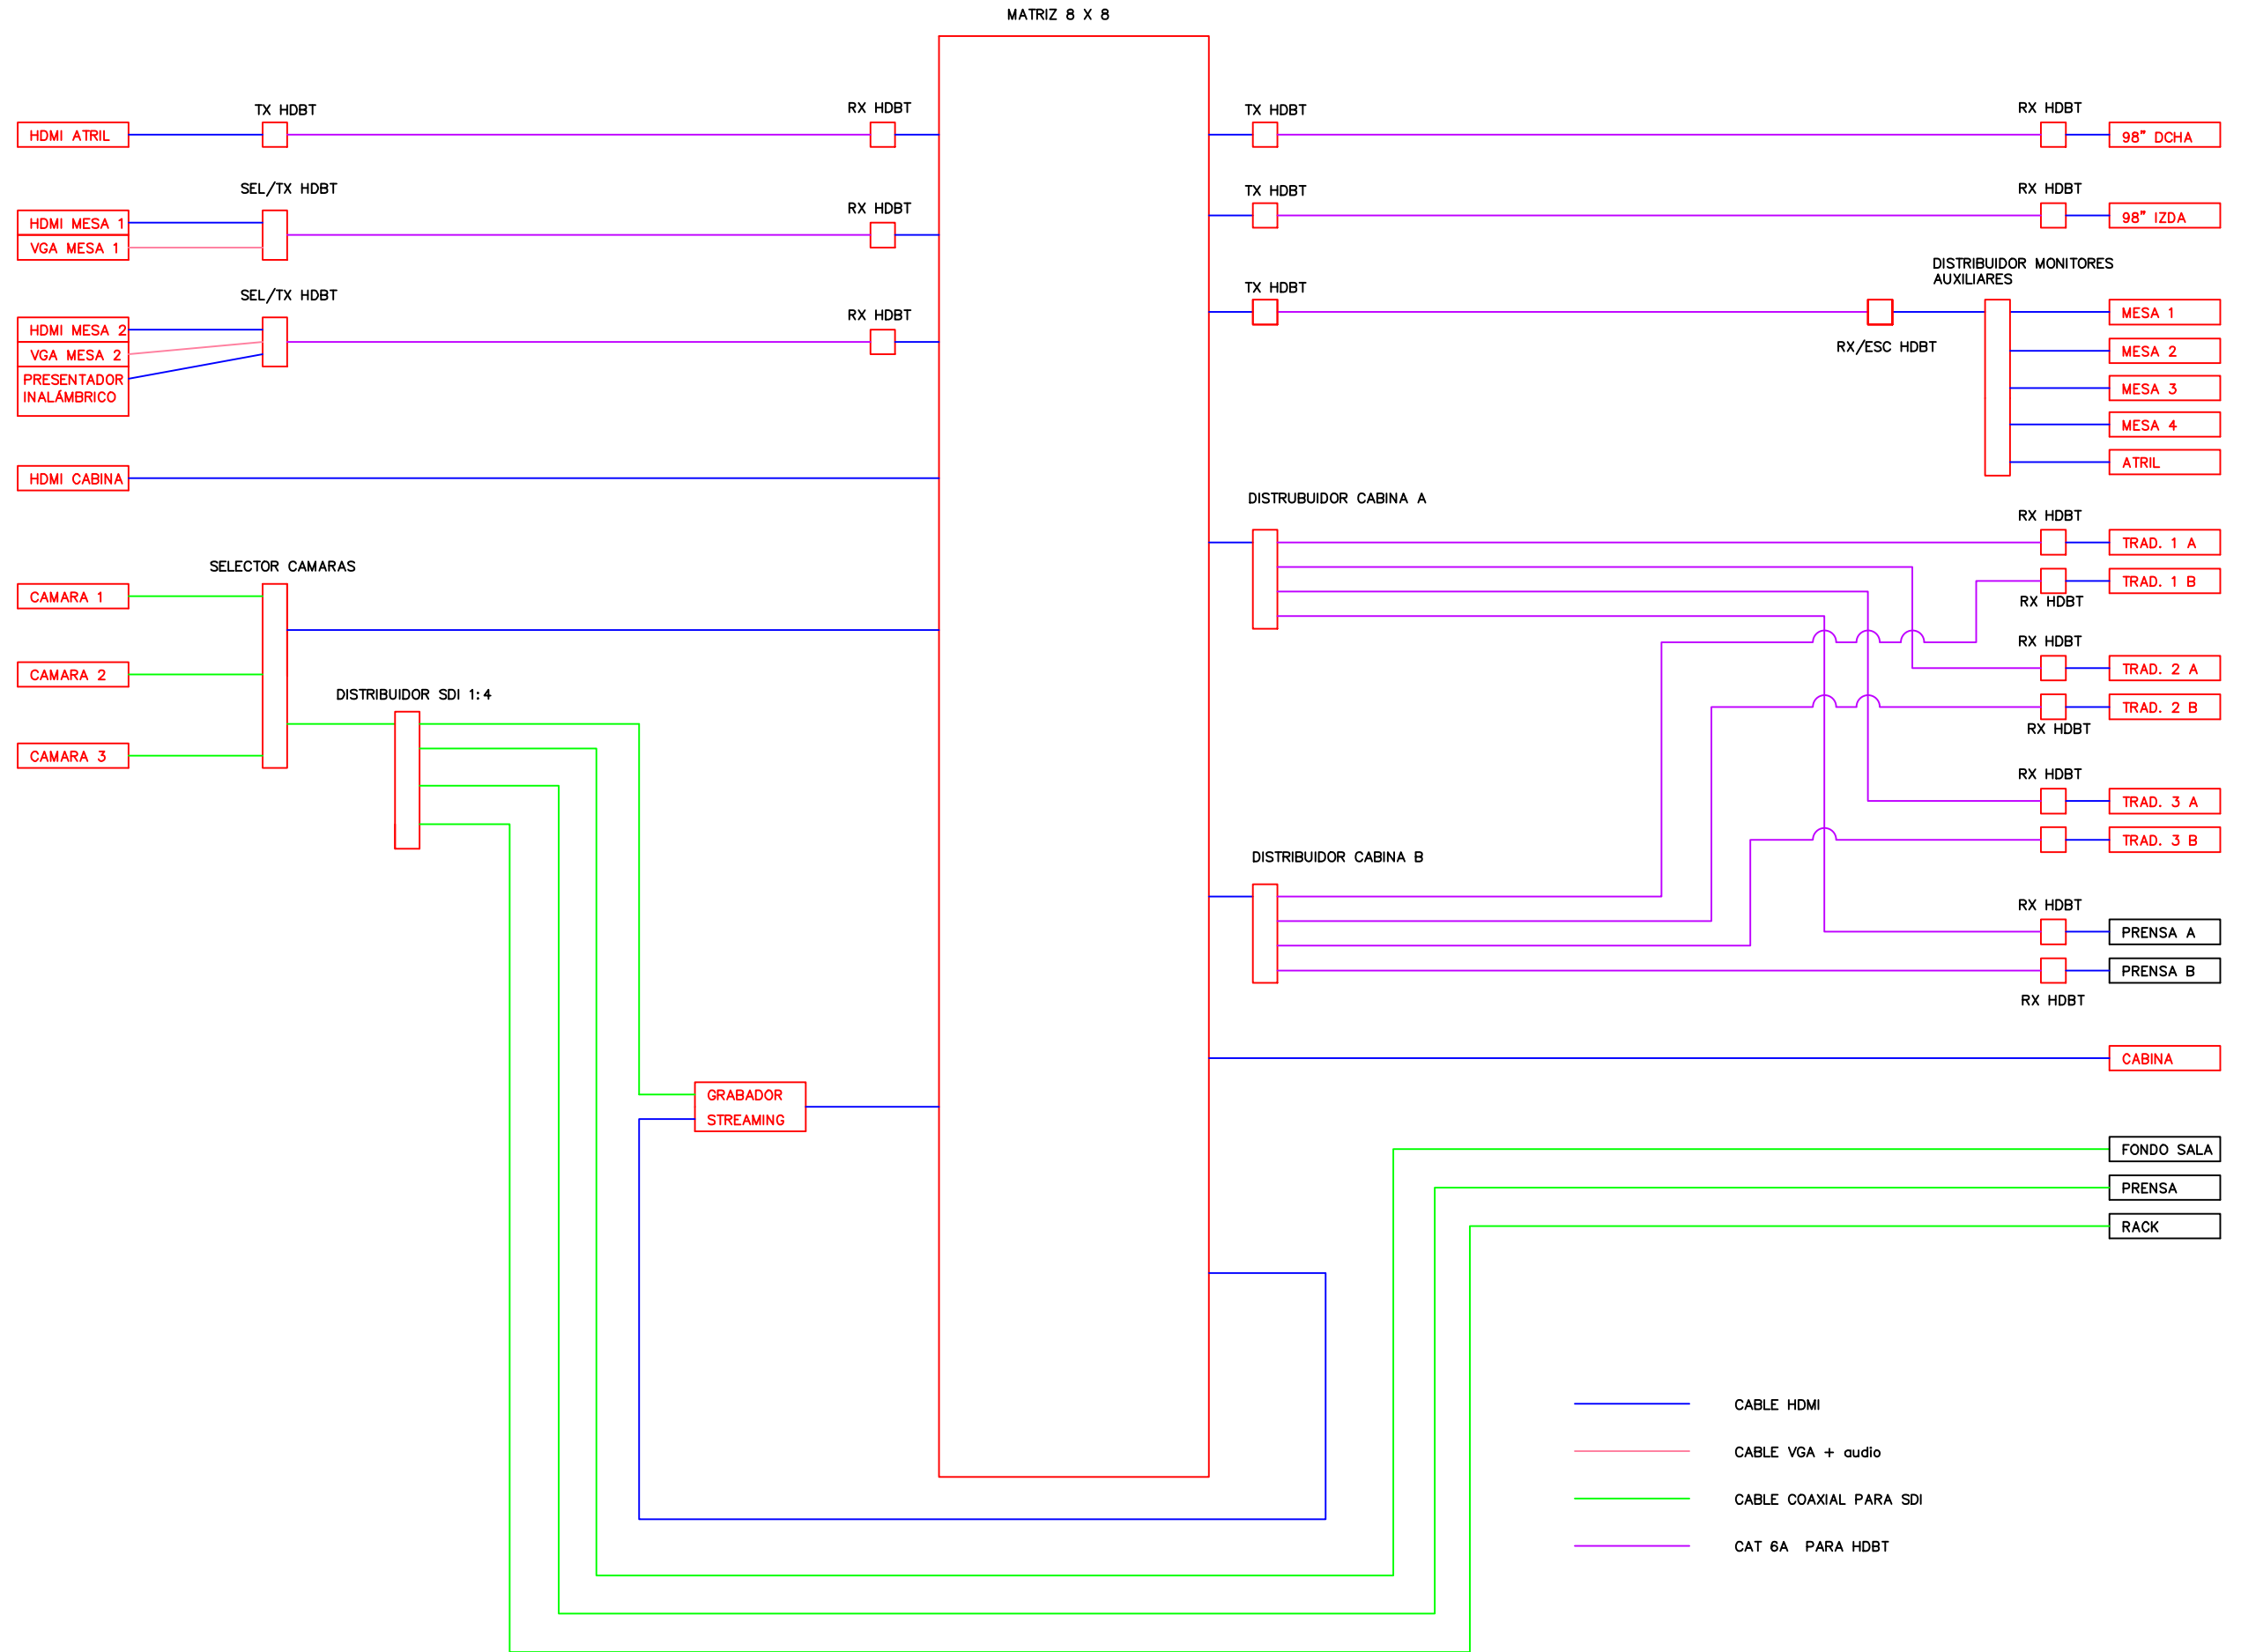 MATRIZ 8 X 8
TX HDBT
RX HDBT
TX HDBT
RX HDBT
HDMI ATRIL
98" DCHA
SEL/TX HDBT
RX HDBT
TX HDBT
RX HDBT
HDMI MESA 1
VGA MESA 1
98" IZDA
DISTRIBUIDOR MONITORES
AUXILIARES
SEL/TX HDBT
RX HDBT
TX HDBT
RX/ESC HDBT
HDMI MESA 2
VGA MESA 2
PRESENTADOR
INALÁMBRICO
MESA 1
MESA 2
MESA 3
MESA 4
ATRIL
HDMI CABINA
DISTRUBUIDOR CABINA A
RX HDBT
TRAD. 1 A
TRAD. 1 B
RX HDBT
SELECTOR CAMARAS
CAMARA 1
CAMARA 2
CAMARA 3
RX HDBT
TRAD. 2 A
TRAD. 2 B
RX HDBT
DISTRIBUIDOR SDI 1:4
RX HDBT
TRAD. 3 A
TRAD. 3 B
DISTRIBUIDOR CABINA B
RX HDBT
PRENSA A
PRENSA B
RX HDBT
CABINA
GRABADOR
STREAMING
FONDO SALA
PRENSA
RACK
CABLE HDMI
CABLE VGA + audio
CABLE COAXIAL PARA SDI
CAT 6A PARA HDBT